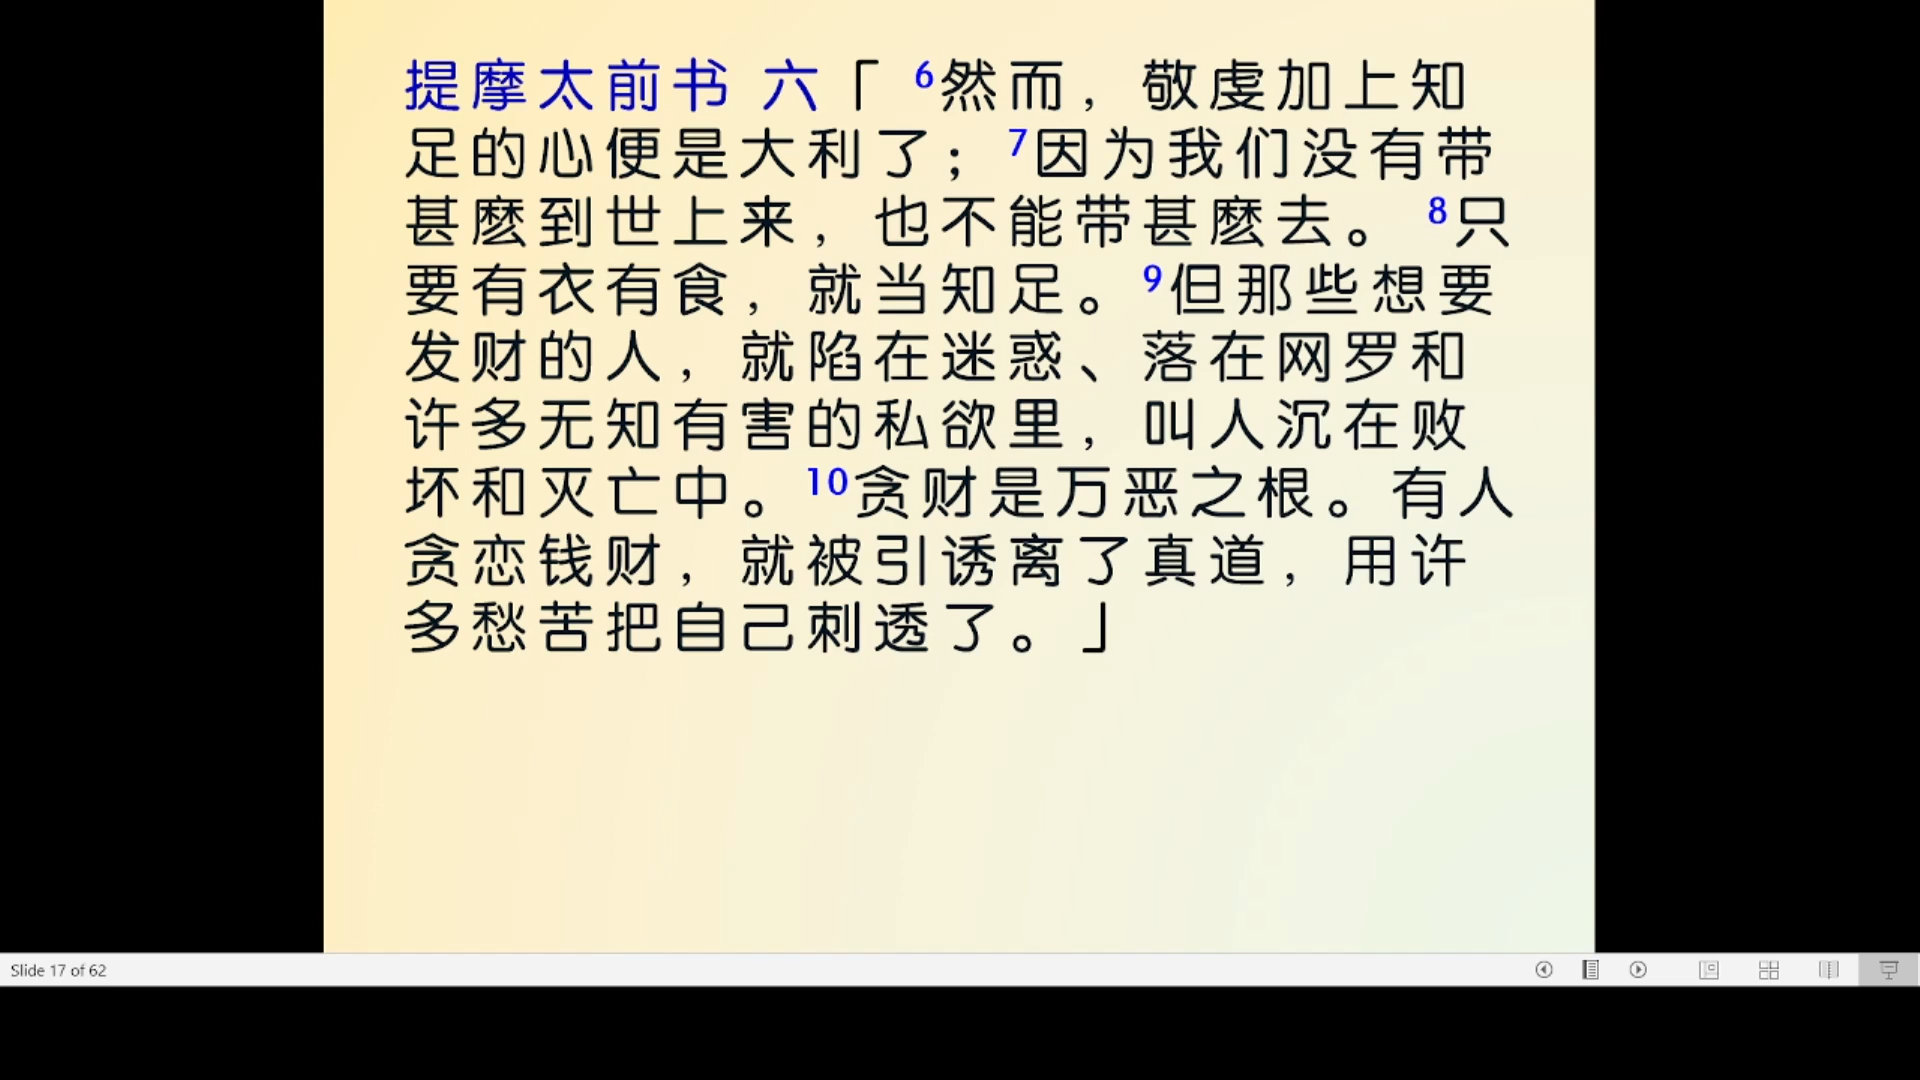 提摩太前书 六「 6然而，敬虔加上知
足的心便是大利了；7因为我们没有带
甚麽到世上来，也不能带甚麽去。 8只
要有衣有食，就当知足。9但那些想要
发财的人，就陷在迷惑、落在网罗和
许多无知有害的私欲里，叫人沉在败
坏和灭亡中。10贪财是万恶之根。有人
贪恋钱财，就被引诱离了真道，用许
多愁苦把自己刺透了。」
Slide 17 of 62